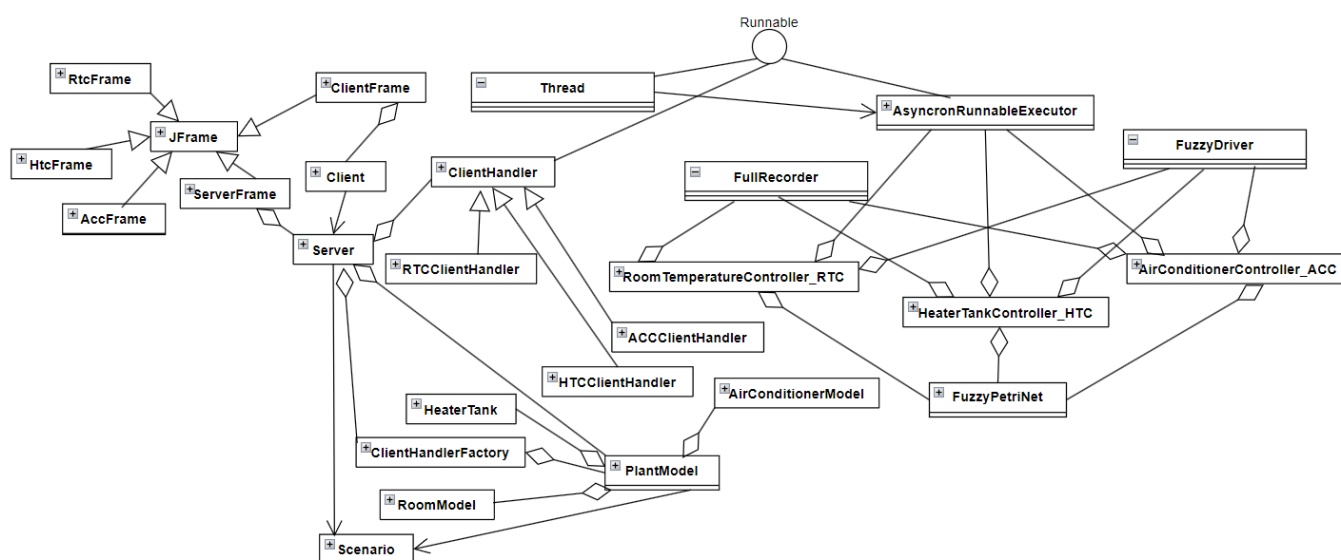 Runnable
RtcFrame
ClientFrame
Thread
AsyncronRunnableExecutor
JFrame
HtcFrame
Client
ClientHandler
FullRecorder
FuzzyDriver
ServerFrame
AccFrame
Server
RTCClientHandler
RoomTemperatureController_RTC
AirConditionerController_ACC
HeaterTankController_HTC
ACCClientHandler
HTCClientHandler
AirConditionerModel
FuzzyPetriNet
HeaterTank
ClientHandlerFactory
PlantModel
RoomModel
Scenario